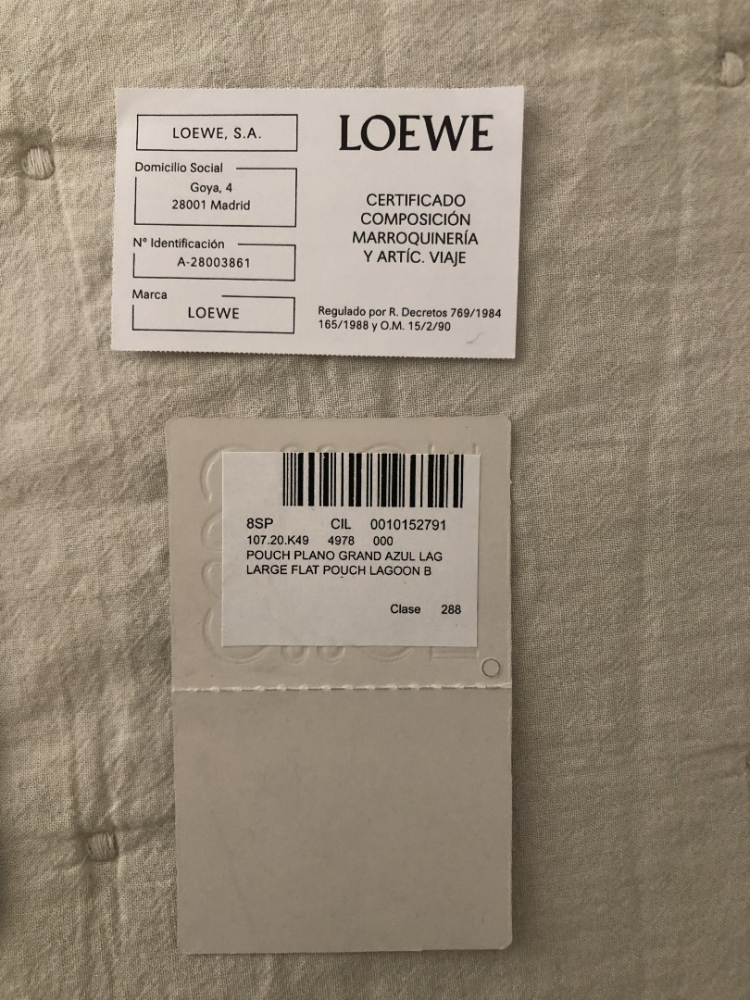 LOEWE, S.A.
LOEWE
Domicilio Social
Goya, 4
28001 Madrid
CERTIFICADO
COMPOSICIÓN
MARROQUINERÍA
Y ARTÍC. VIAJE
N° Identificación
A-28003861
Marca
LOEWE
Regulado por R. Decretos 769/1984
165/1988 y O.M. 15/2/90
8SP CIL 0010152791
107.20.K49 4978 000
POUCH PLANO GRAND AZUL LAG
LARGE FLAT POUCH LAGOON B
Clase 288